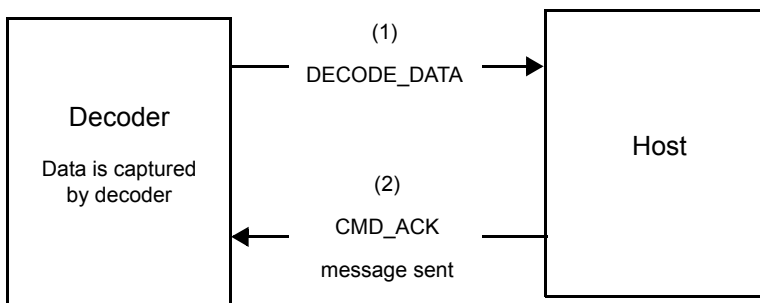 Decoder
Data is captured
by decoder
(1)
DECODE_DATA
(2)
CMD_ACK
message sent
Host